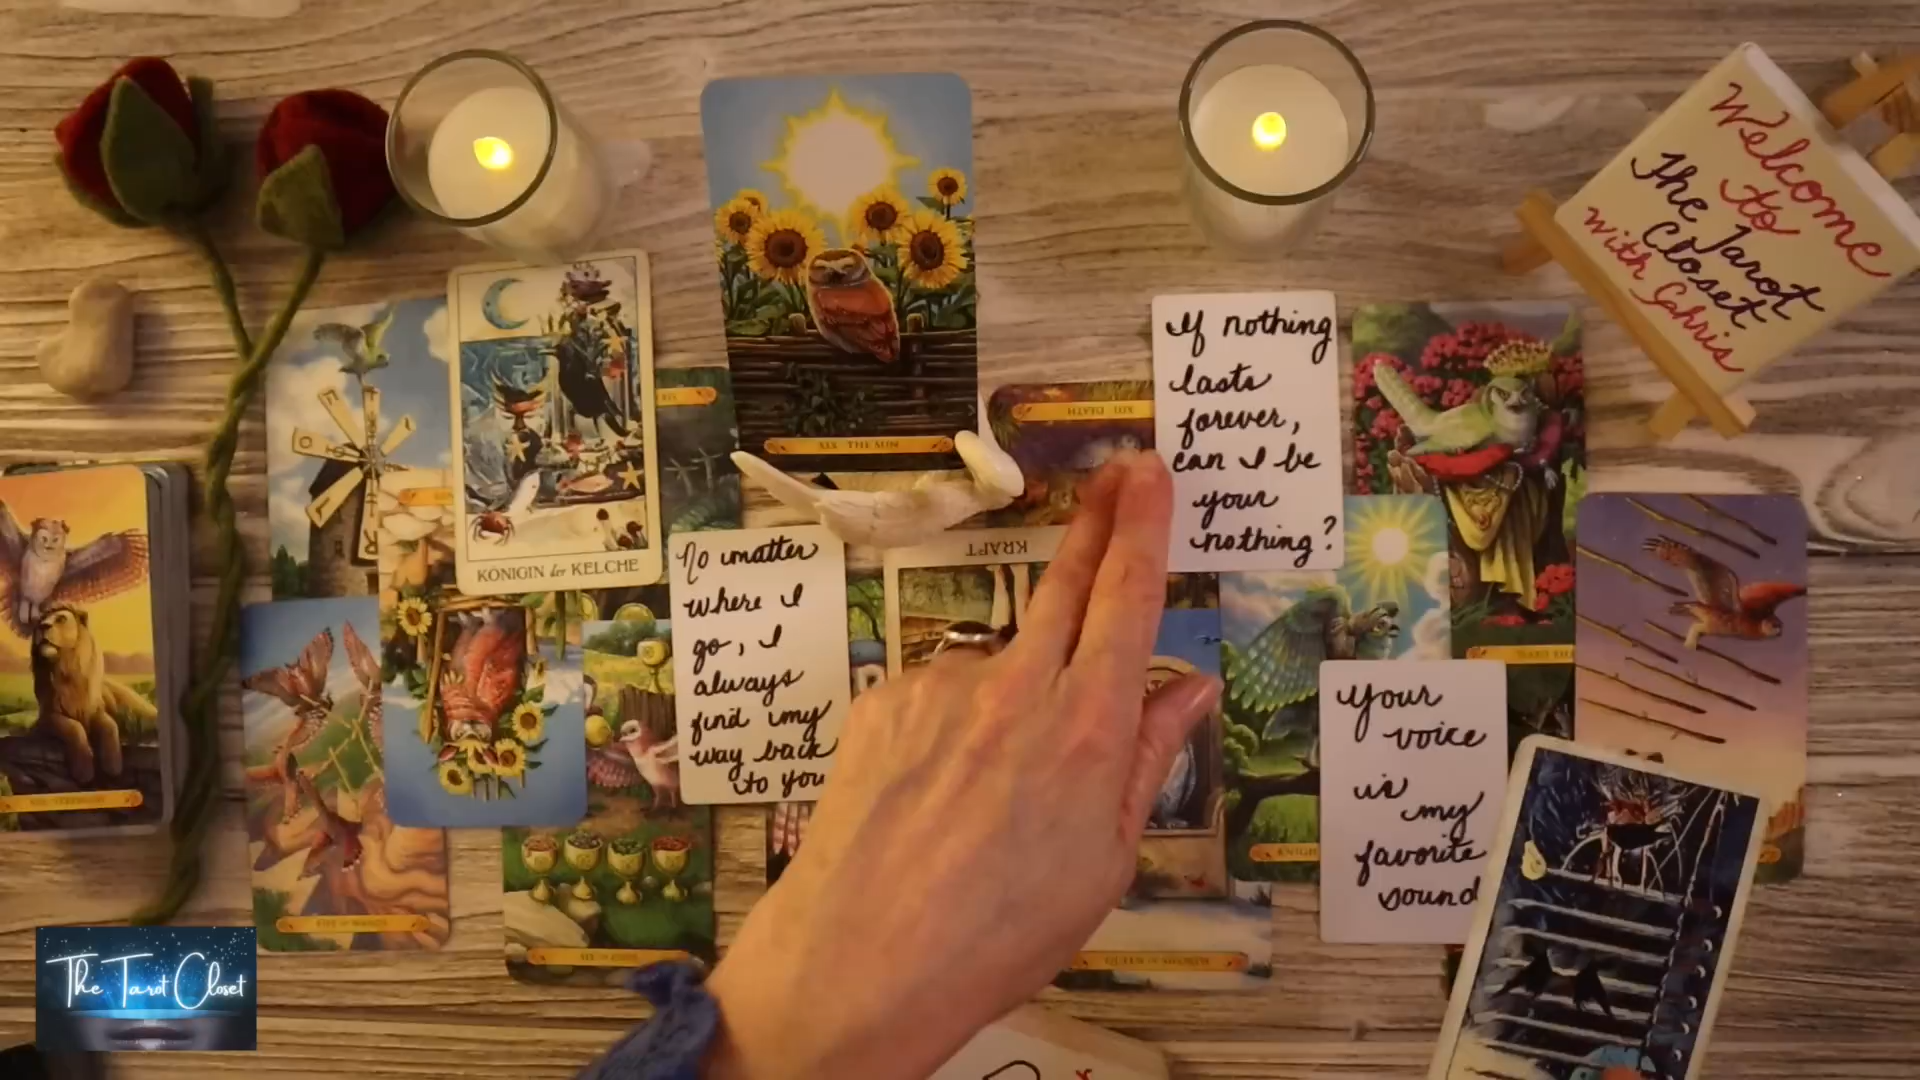 Welcome
to
The Tarot
Closet
with Sahris
XIX THE SUN
XIII DEATH
If nothing
lasts
forever,
can I be
your
nothing?
KÖNIGIN der KELCHE
KRAFT
No matter
where I
go, I
always
find my
way back
to you
Your
voice
is
my
favorite
sound
KNIGH
The Tarot Closet